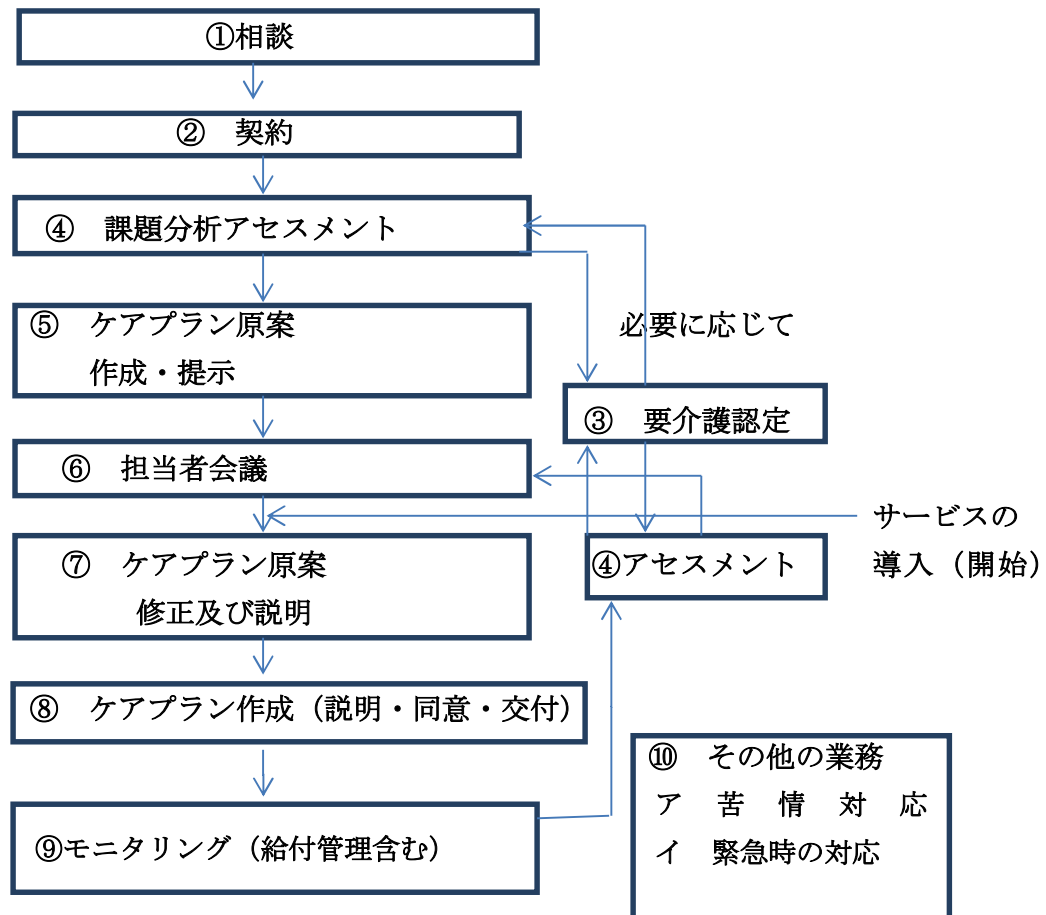 ①相談
② 契約
④ 課題分析アセスメント
⑤ ケアプラン原案
作成・提示
必要に応じて
③ 要介護認定
⑥ 担当者会議
サービスの
導入（開始）
⑦ ケアプラン原案
修正及び説明
④アセスメント
⑧ ケアプラン作成（説明・同意・交付）
⑨モニタリング（給付管理含む）
⑩ その他の業務
ア 苦 情 対 応
イ 緊急時の対応